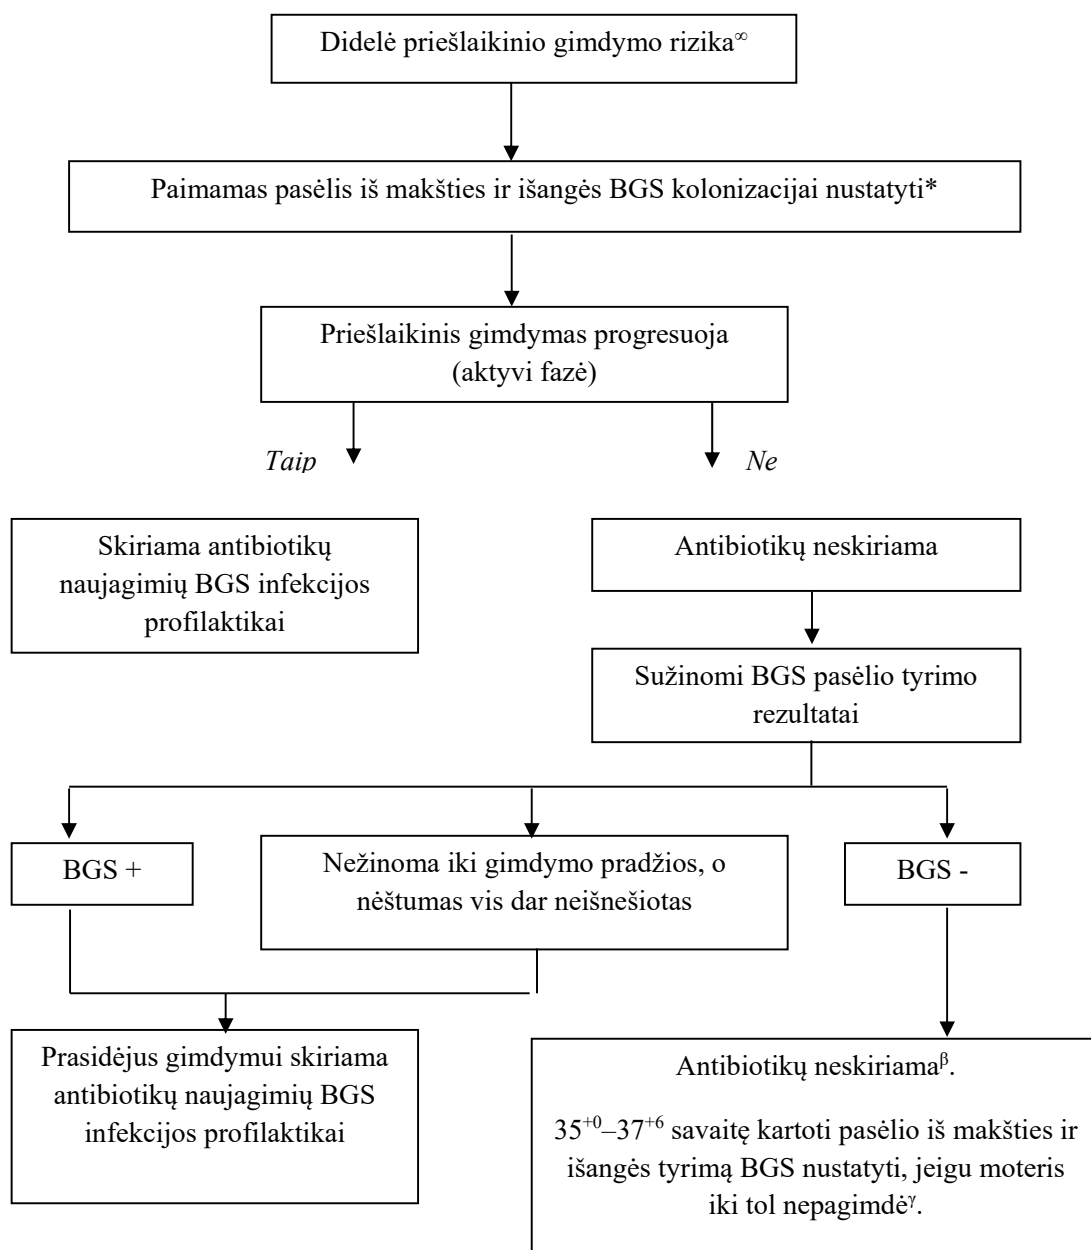 Didelė priešlaikinio gimdymo rizika∞
Paimamas pasėlis iš makšties ir išangės BGS kolonizacijai nustatyti*
Priešlaikinis gimdymas progresuoja
(aktyvi fazė)
Taip
Ne
Skiriama antibiotikų
naujagimių BGS infekcijos
profilaktikai
Antibiotikų neskiriama
Sužinomi BGS pasėlio tyrimo
rezultatai
BGS +
Nežinoma iki gimdymo pradžios, o
nėštumas vis dar neišnešiotas
BGS -
Prasidėjus gimdymui skiriama
antibiotikų naujagimių BGS
infekcijos profilaktikai
Antibiotikų neskiriamaᵝ.
35⁺⁰–37⁺⁶ savaitę kartoti pasėlio iš makšties ir
išangės tyrimą BGS nustatyti, jeigu moteris
iki tol nepagimdėᵞ.